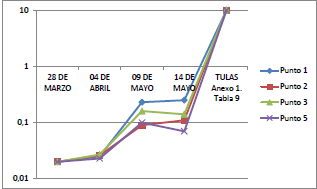 10
1
28 DE MARZO
04 DE ABRIL
09 DE MAYO
14 DE MAYO
TULAS Anexo 1. Tabla 9
0,1
0,01
Punto 1
Punto 2
Punto 3
Punto 5